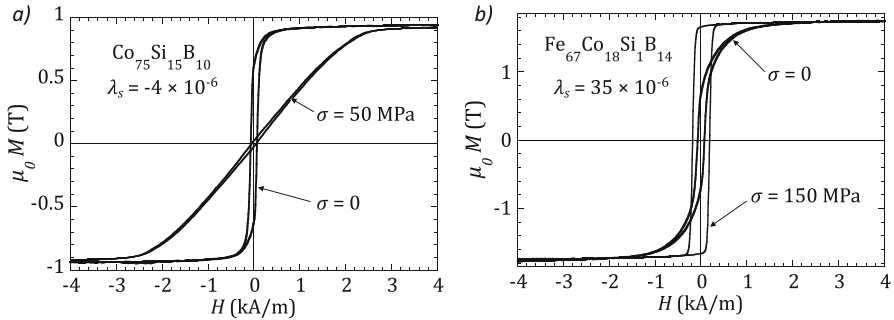 a)
μ₀ M (T)
1
0.5
0
-0.5
-1
Co₇₅Si₁₅B₁₀
λₛ = -4 × 10⁻⁶
σ = 50 MPa
σ = 0
-4 -3 -2 -1 0 1 2 3 4
H (kA/m)
b)
μ₀ M (T)
1
0
-1
Fe₆₇Co₁₈Si₁B₁₄
λₛ = 35 × 10⁻⁶
σ = 0
σ = 150 MPa
-4 -3 -2 -1 0 1 2 3 4
H (kA/m)